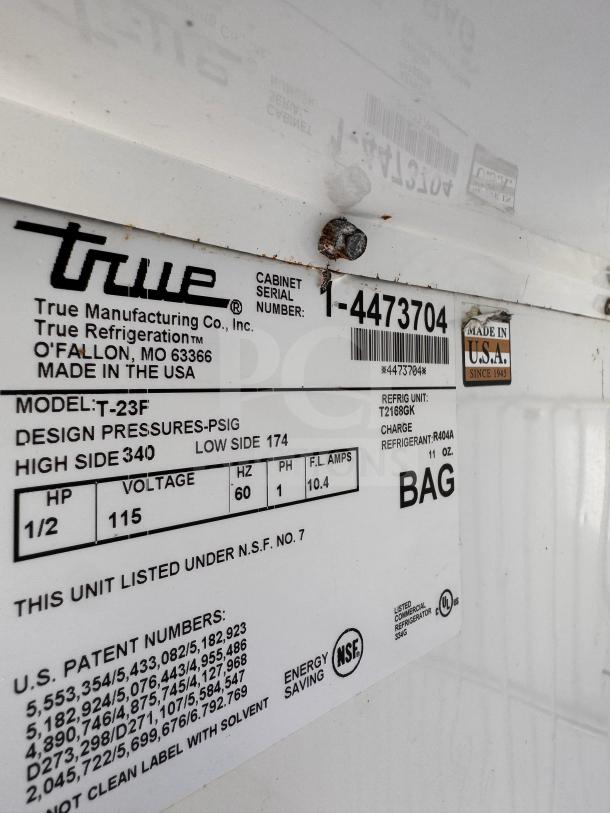 true®
True Manufacturing Co., Inc.
True Refrigeration™
O'FALLON, MO 63366
MADE IN THE USA
CABINET
SERIAL
NUMBER: 1-4473704
*4473704*
MADE IN
U.S.A.
SINCE 1945
MODEL: T-23F
DESIGN PRESSURES-PSIG
HIGH SIDE 340 LOW SIDE 174
REFRIG UNIT:
T2168GK
CHARGE
REFRIGERANT: R404A
11 OZ.
BAG
HP VOLTAGE HZ PH F.L. AMPS
1/2 115 60 1 10.4
THIS UNIT LISTED UNDER N.S.F. NO. 7
U.S. PATENT NUMBERS:
5,553,354/5,433,082/5,182,923
5,182,924/5,076,443/4,955,486
4,890,746/4,875,745/4,127,968
D273,298/D271,107/5,584,547
2,045,722/5,699,676/6.792.769
NOT CLEAN LABEL WITH SOLVENT
ENERGY
SAVING
NSF®
LISTED
COMMERCIAL
REFRIGERATOR
334G
C UL US